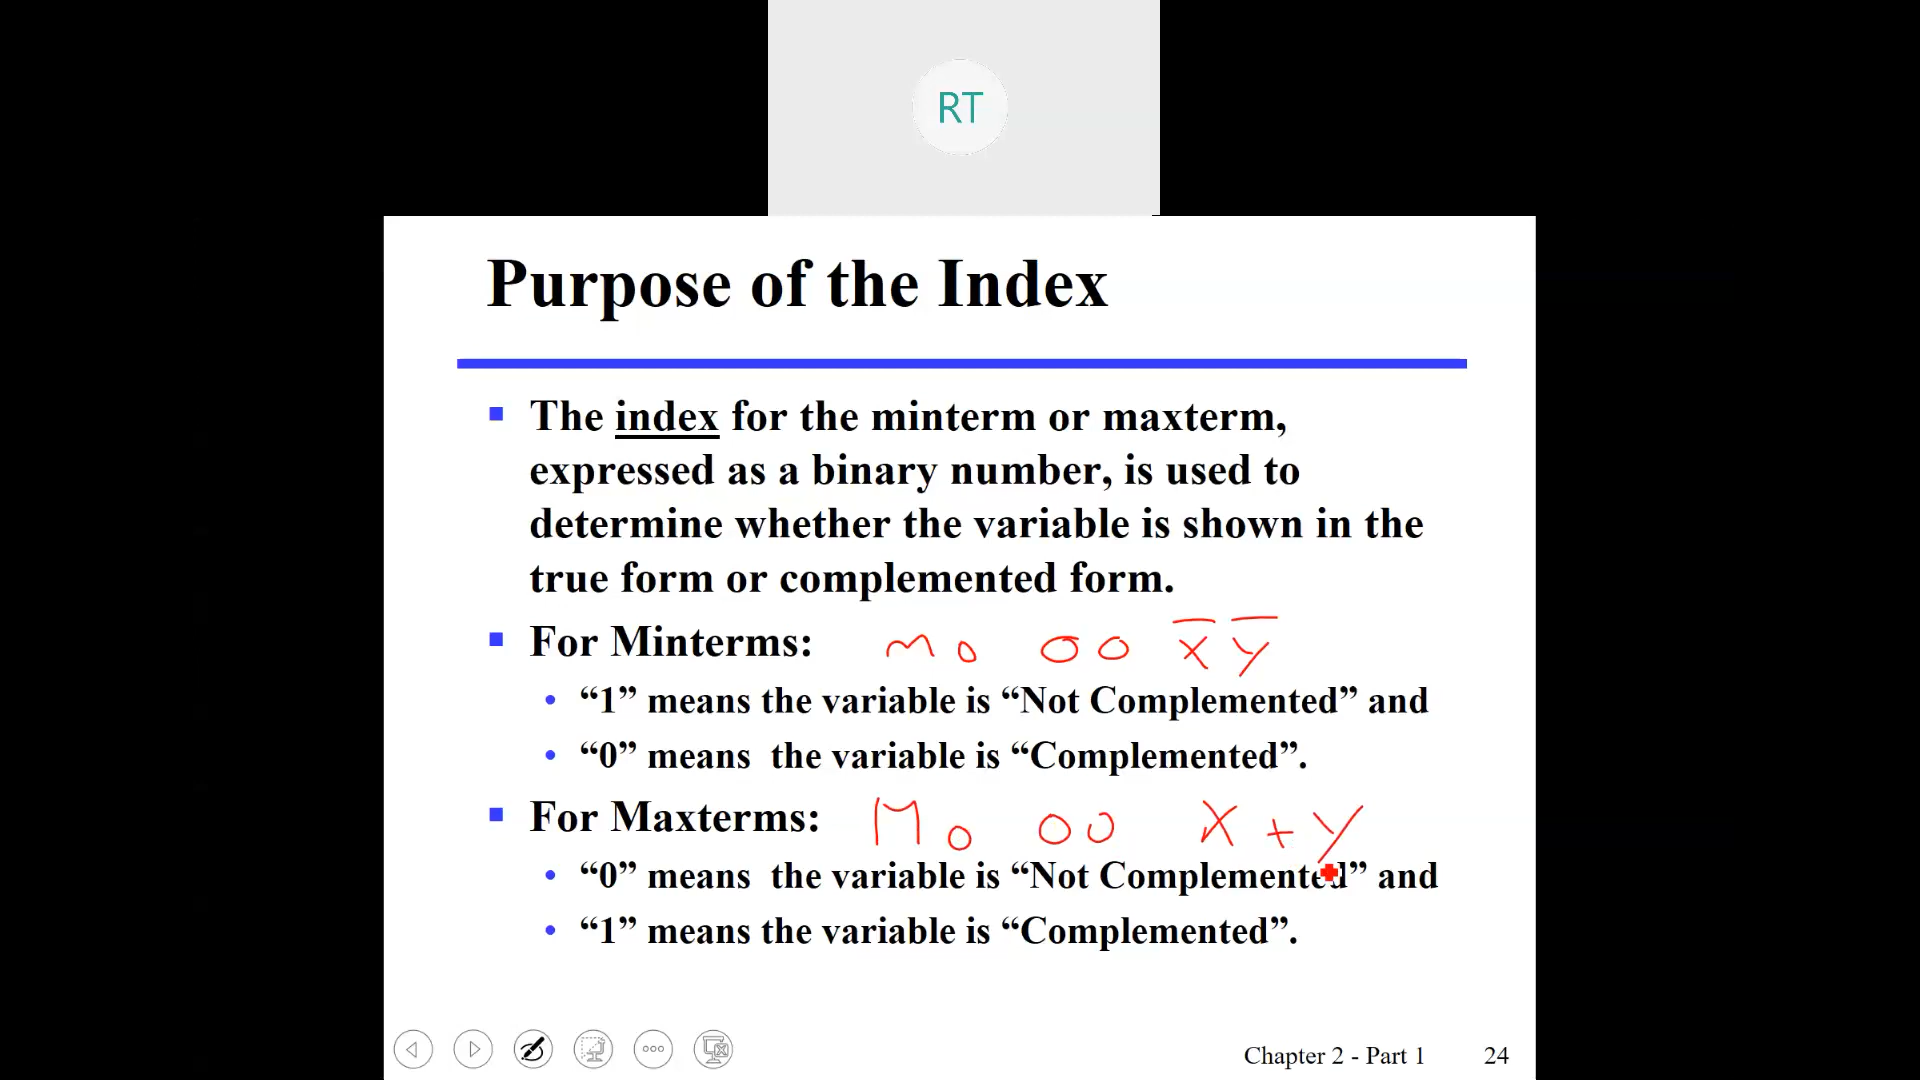 RT
Purpose of the Index
The index for the minterm or maxterm,
expressed as a binary number, is used to
determine whether the variable is shown in the
true form or complemented form.
For Minterms: m0 00 X̅ Y̅
“1” means the variable is “Not Complemented” and
“0” means the variable is “Complemented”.
For Maxterms: M0 00 X + Y
“0” means the variable is “Not Complemented” and
“1” means the variable is “Complemented”.
Chapter 2 - Part 1 24